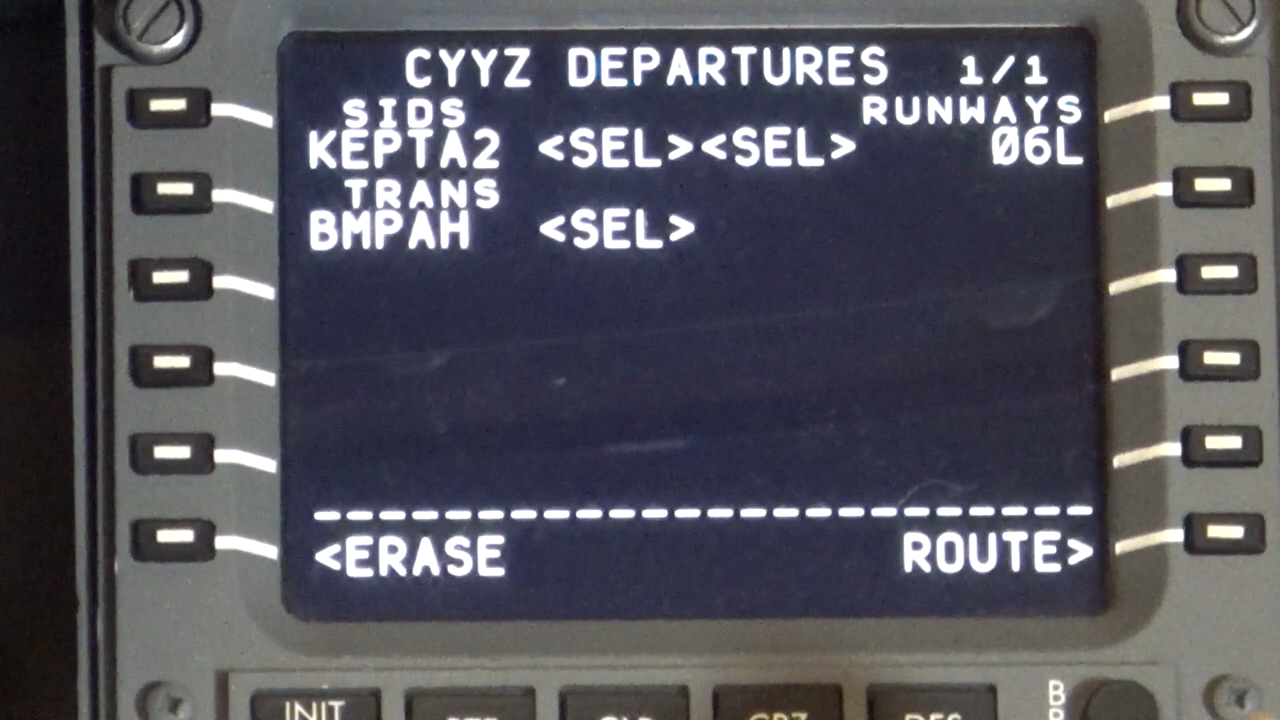 CYYZ DEPARTURES 1/1
SIDS RUNWAYS
KEPTA2 <SEL><SEL> 06L
TRANS
BMPAH <SEL>
--------------------------
<ERASE ROUTE>
INIT